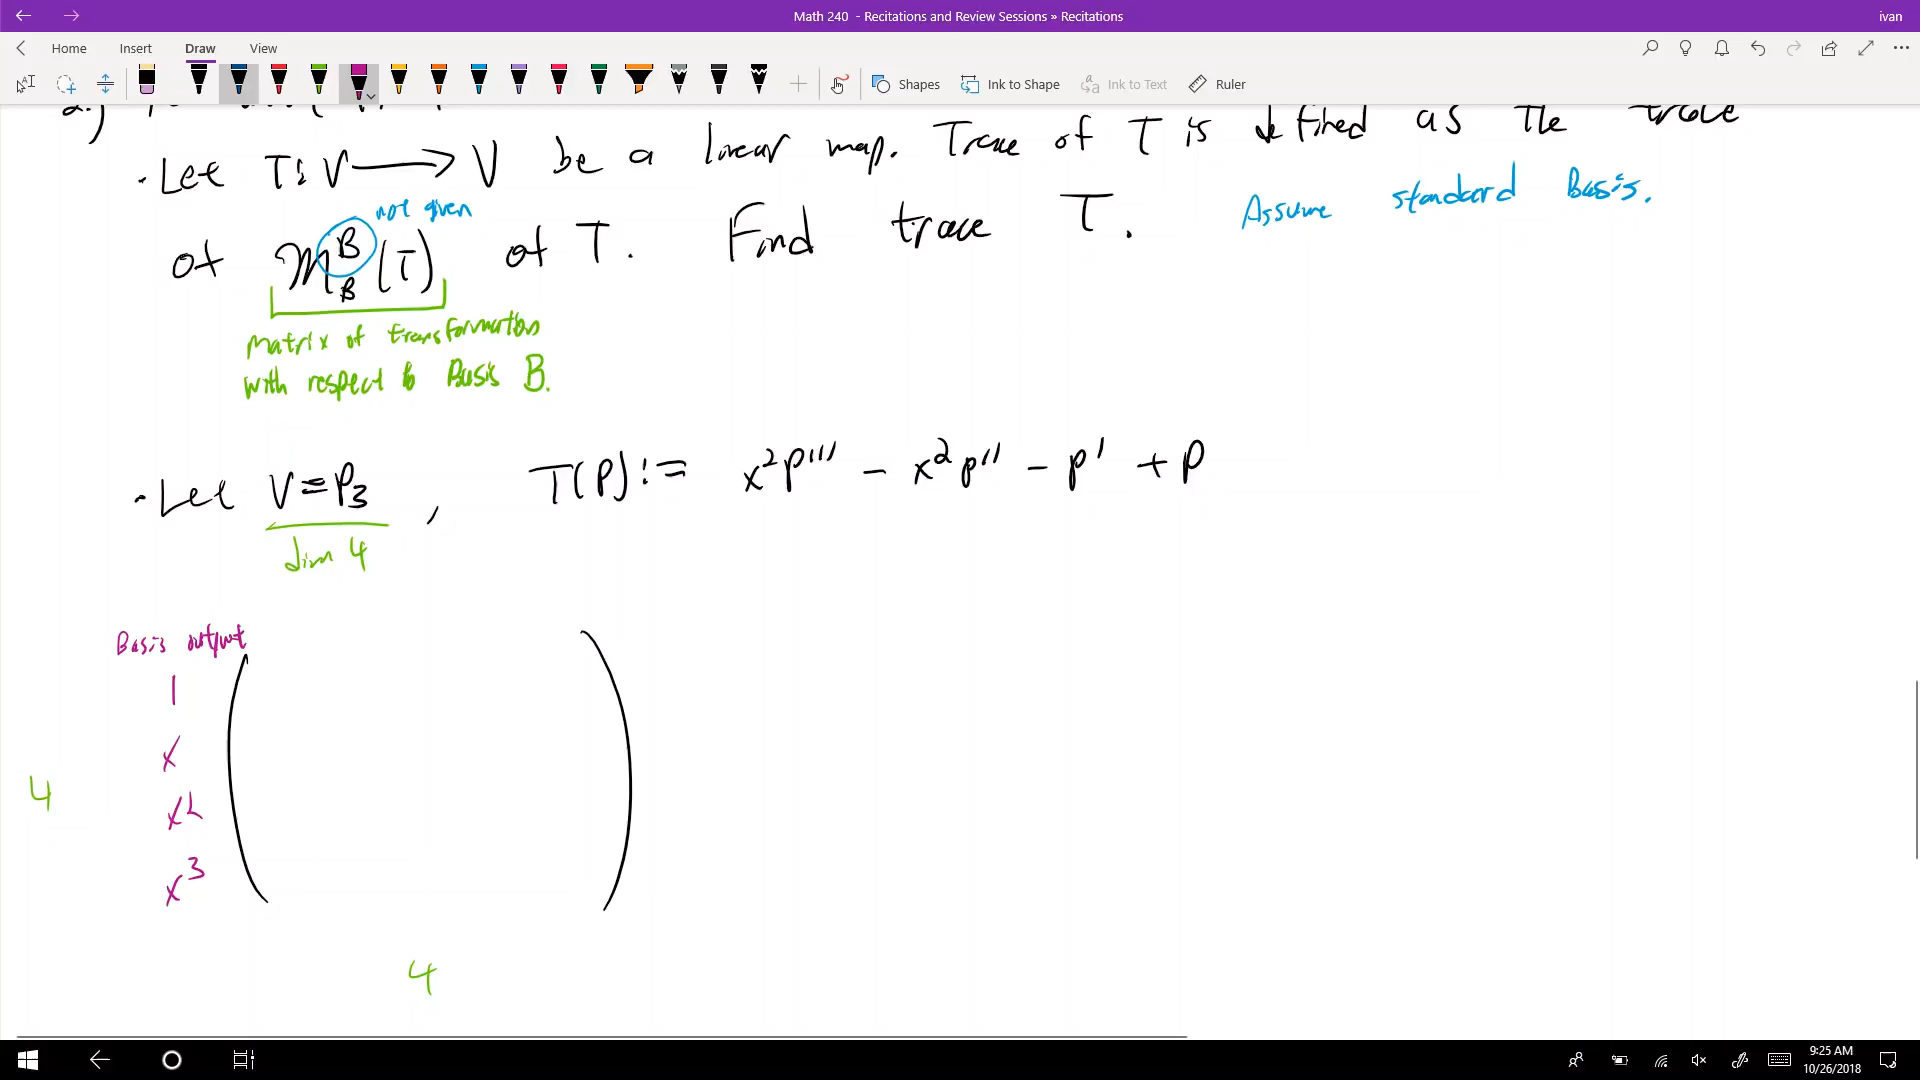 Math 240 - Recitations and Review Sessions » Recitations
ivan
Home Insert Draw View
Shapes Ink to Shape Ink to Text Ruler
2.)
· Let T: V ⟶ V be a linear map. Trace of T is defined as the trace
of M_B^B(T) of T. Find trace T.
not given
Assume standard Basis.
matrix of transformation
with respect to Basis B.
· Let V = P₃ , T(P) := x²P''' - x²P'' - P' + P
dim 4
Basis output
1
x
x²
x³
4
4
9:25 AM
10/26/2018